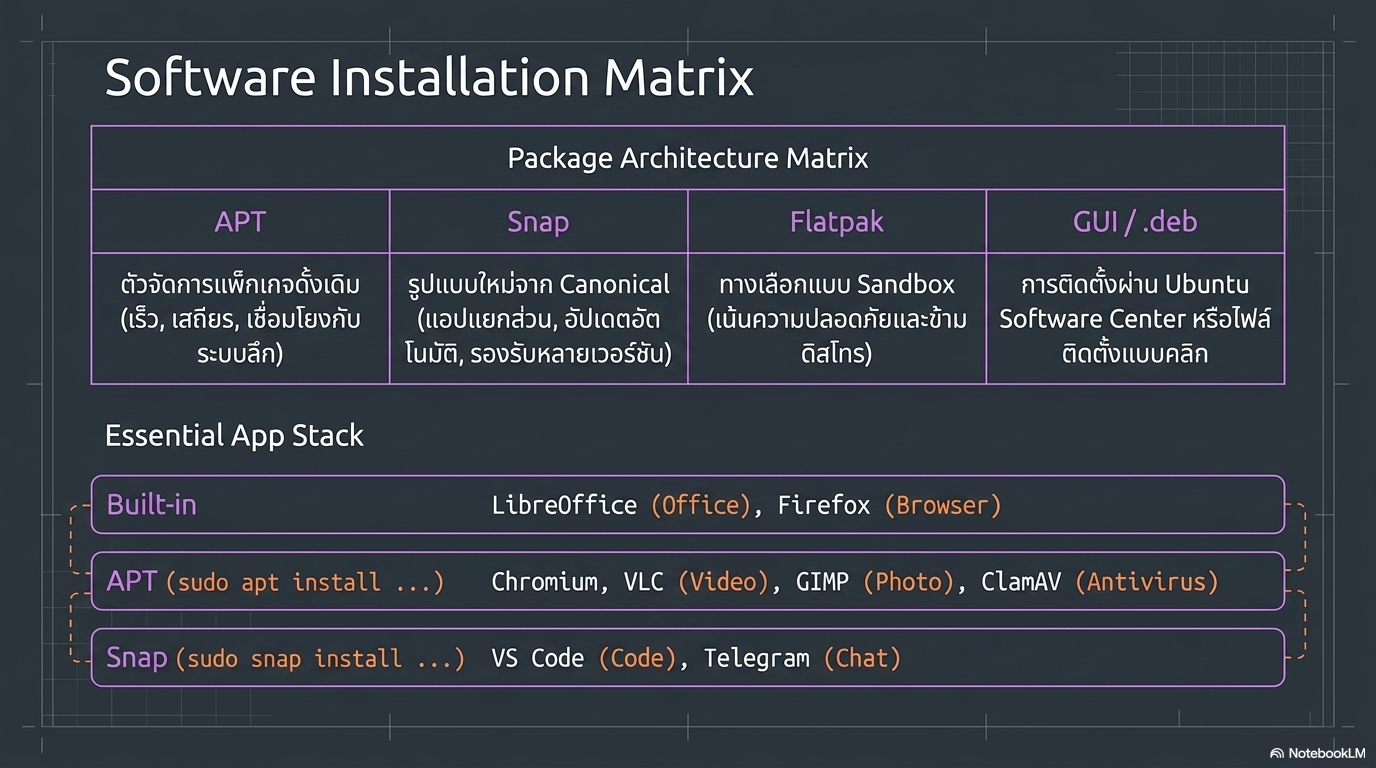 Software Installation Matrix
Package Architecture Matrix
APT
Snap
Flatpak
GUI / .deb
ตัวจัดการแพ็กเกจดั้งเดิม
(เร็ว, เสถียร, เชื่อมโยงกับ
ระบบลึก)
รูปแบบใหม่จาก Canonical
(แอปแยกส่วน, อัปเดตอัต
โนมัติ, รองรับหลายเวอร์ชัน)
ทางเลือกแบบ Sandbox
(เน้นความปลอดภัยและข้าม
ดิสโทร)
การติดตั้งผ่าน Ubuntu
Software Center หรือไฟล์
ติดตั้งแบบคลิก
Essential App Stack
Built-in LibreOffice (Office), Firefox (Browser)
APT (sudo apt install ...) Chromium, VLC (Video), GIMP (Photo), ClamAV (Antivirus)
Snap (sudo snap install ...) VS Code (Code), Telegram (Chat)
NotebookLM